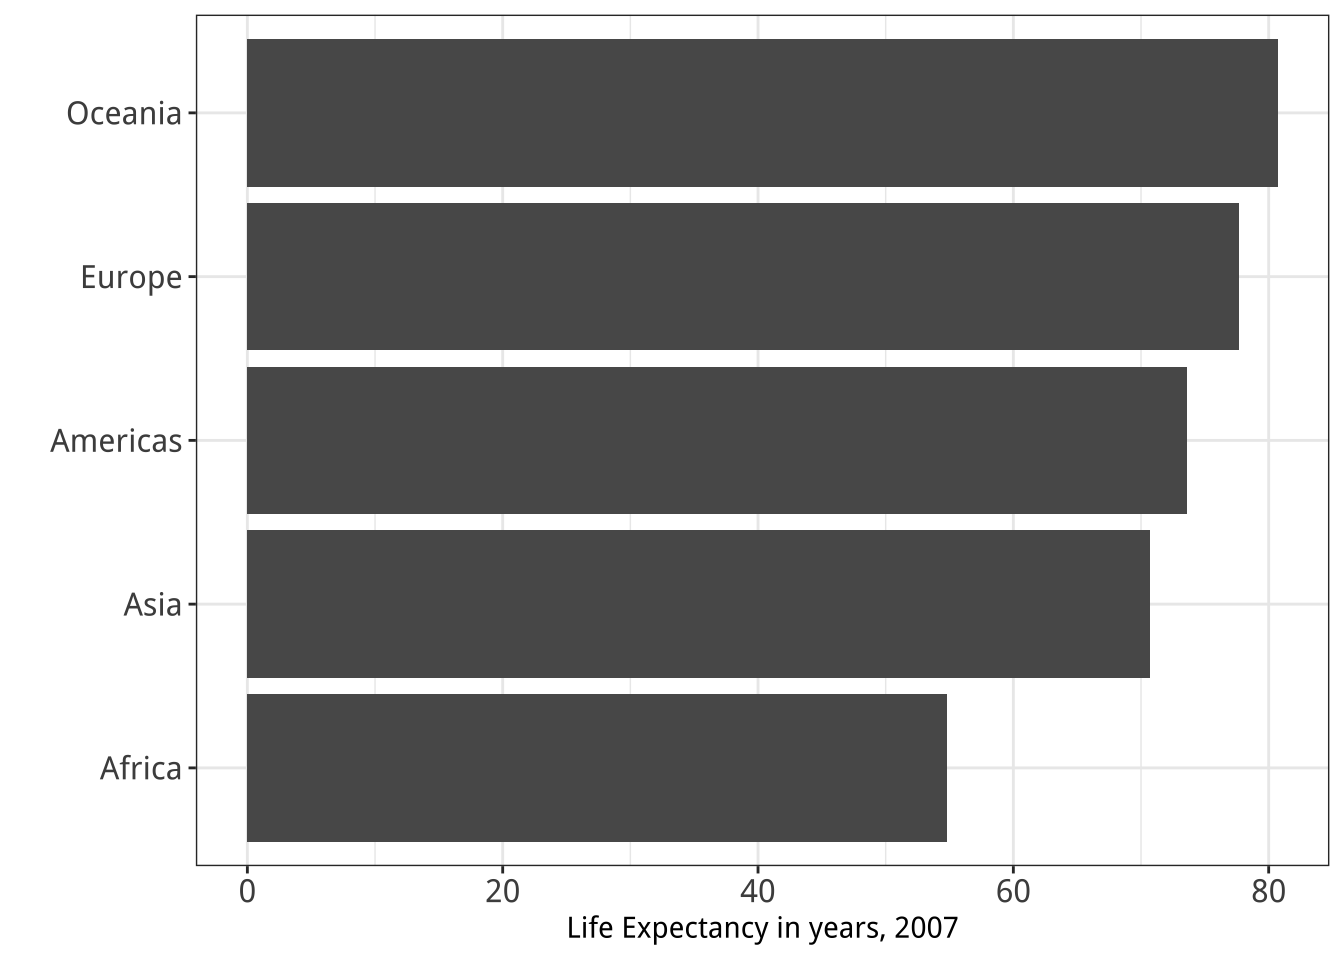 Oceania
Europe
Americas
Asia
Africa
0 20 40 60 80
Life Expectancy in years, 2007